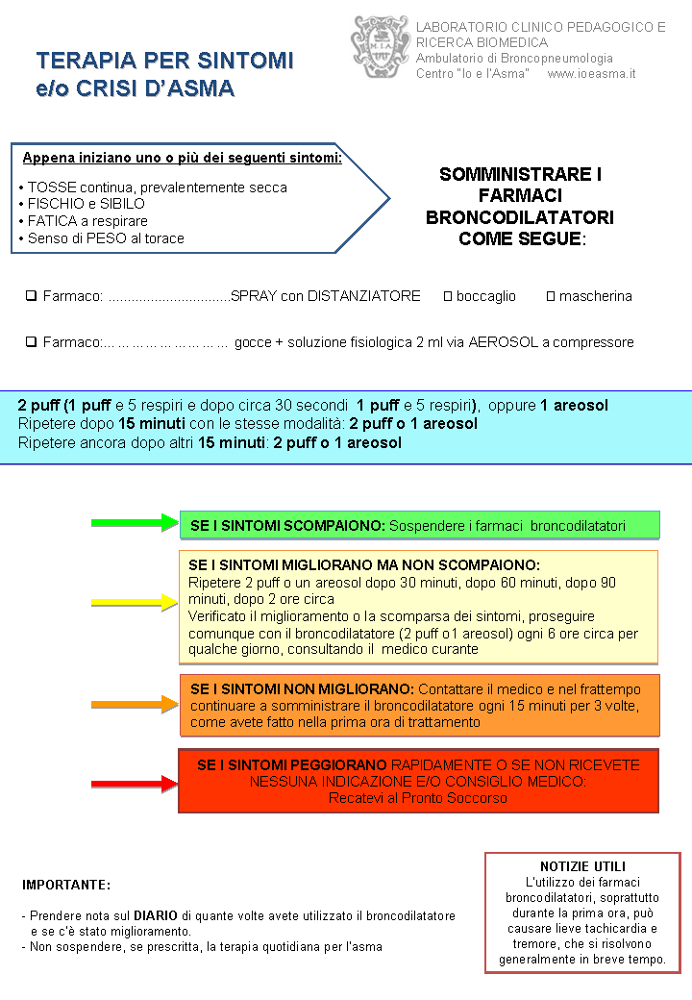 LABORATORIO CLINICO PEDAGOGICO E
RICERCA BIOMEDICA
Ambulatorio di Broncopneumologia
Centro "Io e l'Asma" www.ioeasma.it
TERAPIA PER SINTOMI
e/o CRISI D'ASMA
Appena iniziano uno o più dei seguenti sintomi:
• TOSSE continua, prevalentemente secca
• FISCHIO e SIBILO
• FATICA a respirare
• Senso di PESO al torace
SOMMINISTRARE I
FARMACI
BRONCODILATATORI
COME SEGUE:
❑ Farmaco: ................................SPRAY con DISTANZIATORE □ boccaglio □ mascherina
❑ Farmaco:……………………… gocce + soluzione fisiologica 2 ml via AEROSOL a compressore
2 puff (1 puff e 5 respiri e dopo circa 30 secondi 1 puff e 5 respiri), oppure 1 areosol
Ripetere dopo 15 minuti con le stesse modalità: 2 puff o 1 areosol
Ripetere ancora dopo altri 15 minuti: 2 puff o 1 areosol
SE I SINTOMI SCOMPAIONO: Sospendere i farmaci broncodilatatori
SE I SINTOMI MIGLIORANO MA NON SCOMPAIONO:
Ripetere 2 puff o un areosol dopo 30 minuti, dopo 60 minuti, dopo 90
minuti, dopo 2 ore circa
Verificato il miglioramento o la scomparsa dei sintomi, proseguire
comunque con il broncodilatatore (2 puff o1 areosol) ogni 6 ore circa per
qualche giorno, consultando il medico curante
SE I SINTOMI NON MIGLIORANO: Contattare il medico e nel frattempo
continuare a somministrare il broncodilatatore ogni 15 minuti per 3 volte,
come avete fatto nella prima ora di trattamento
SE I SINTOMI PEGGIORANO RAPIDAMENTE O SE NON RICEVETE
NESSUNA INDICAZIONE E/O CONSIGLIO MEDICO:
Recatevi al Pronto Soccorso
IMPORTANTE:
- Prendere nota sul DIARIO di quante volte avete utilizzato il broncodilatatore
e se c'è stato miglioramento.
- Non sospendere, se prescritta, la terapia quotidiana per l'asma
NOTIZIE UTILI
L'utilizzo dei farmaci
broncodilatatori, soprattutto
durante la prima ora, può
causare lieve tachicardia e
tremore, che si risolvono
generalmente in breve tempo.